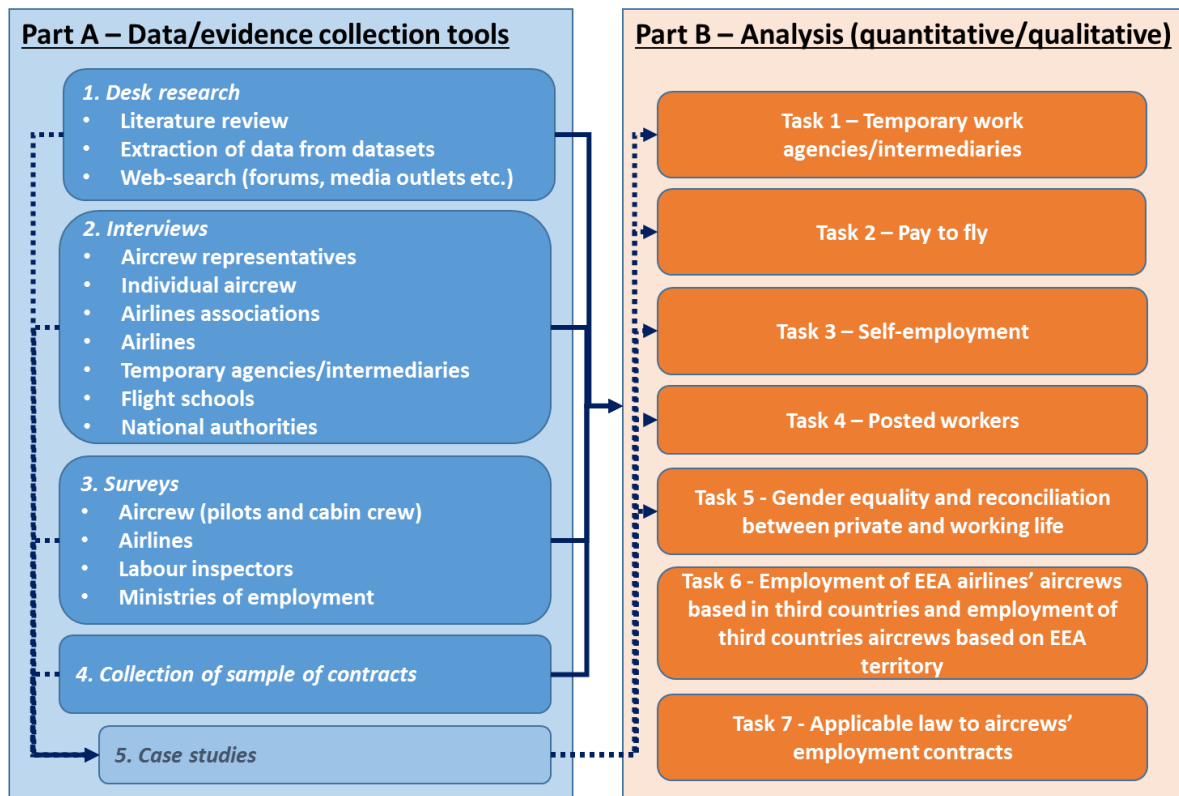 Part A – Data/evidence collection tools
1. Desk research
• Literature review
• Extraction of data from datasets
• Web-search (forums, media outlets etc.)
2. Interviews
• Aircrew representatives
• Individual aircrew
• Airlines associations
• Airlines
• Temporary agencies/intermediaries
• Flight schools
• National authorities
3. Surveys
• Aircrew (pilots and cabin crew)
• Airlines
• Labour inspectors
• Ministries of employment
4. Collection of sample of contracts
5. Case studies
Part B – Analysis (quantitative/qualitative)
Task 1 – Temporary work
agencies/intermediaries
Task 2 – Pay to fly
Task 3 – Self-employment
Task 4 – Posted workers
Task 5 - Gender equality and reconciliation
between private and working life
Task 6 - Employment of EEA airlines’ aircrews
based in third countries and employment of
third countries aircrews based on EEA
territory
Task 7 - Applicable law to aircrews’
employment contracts